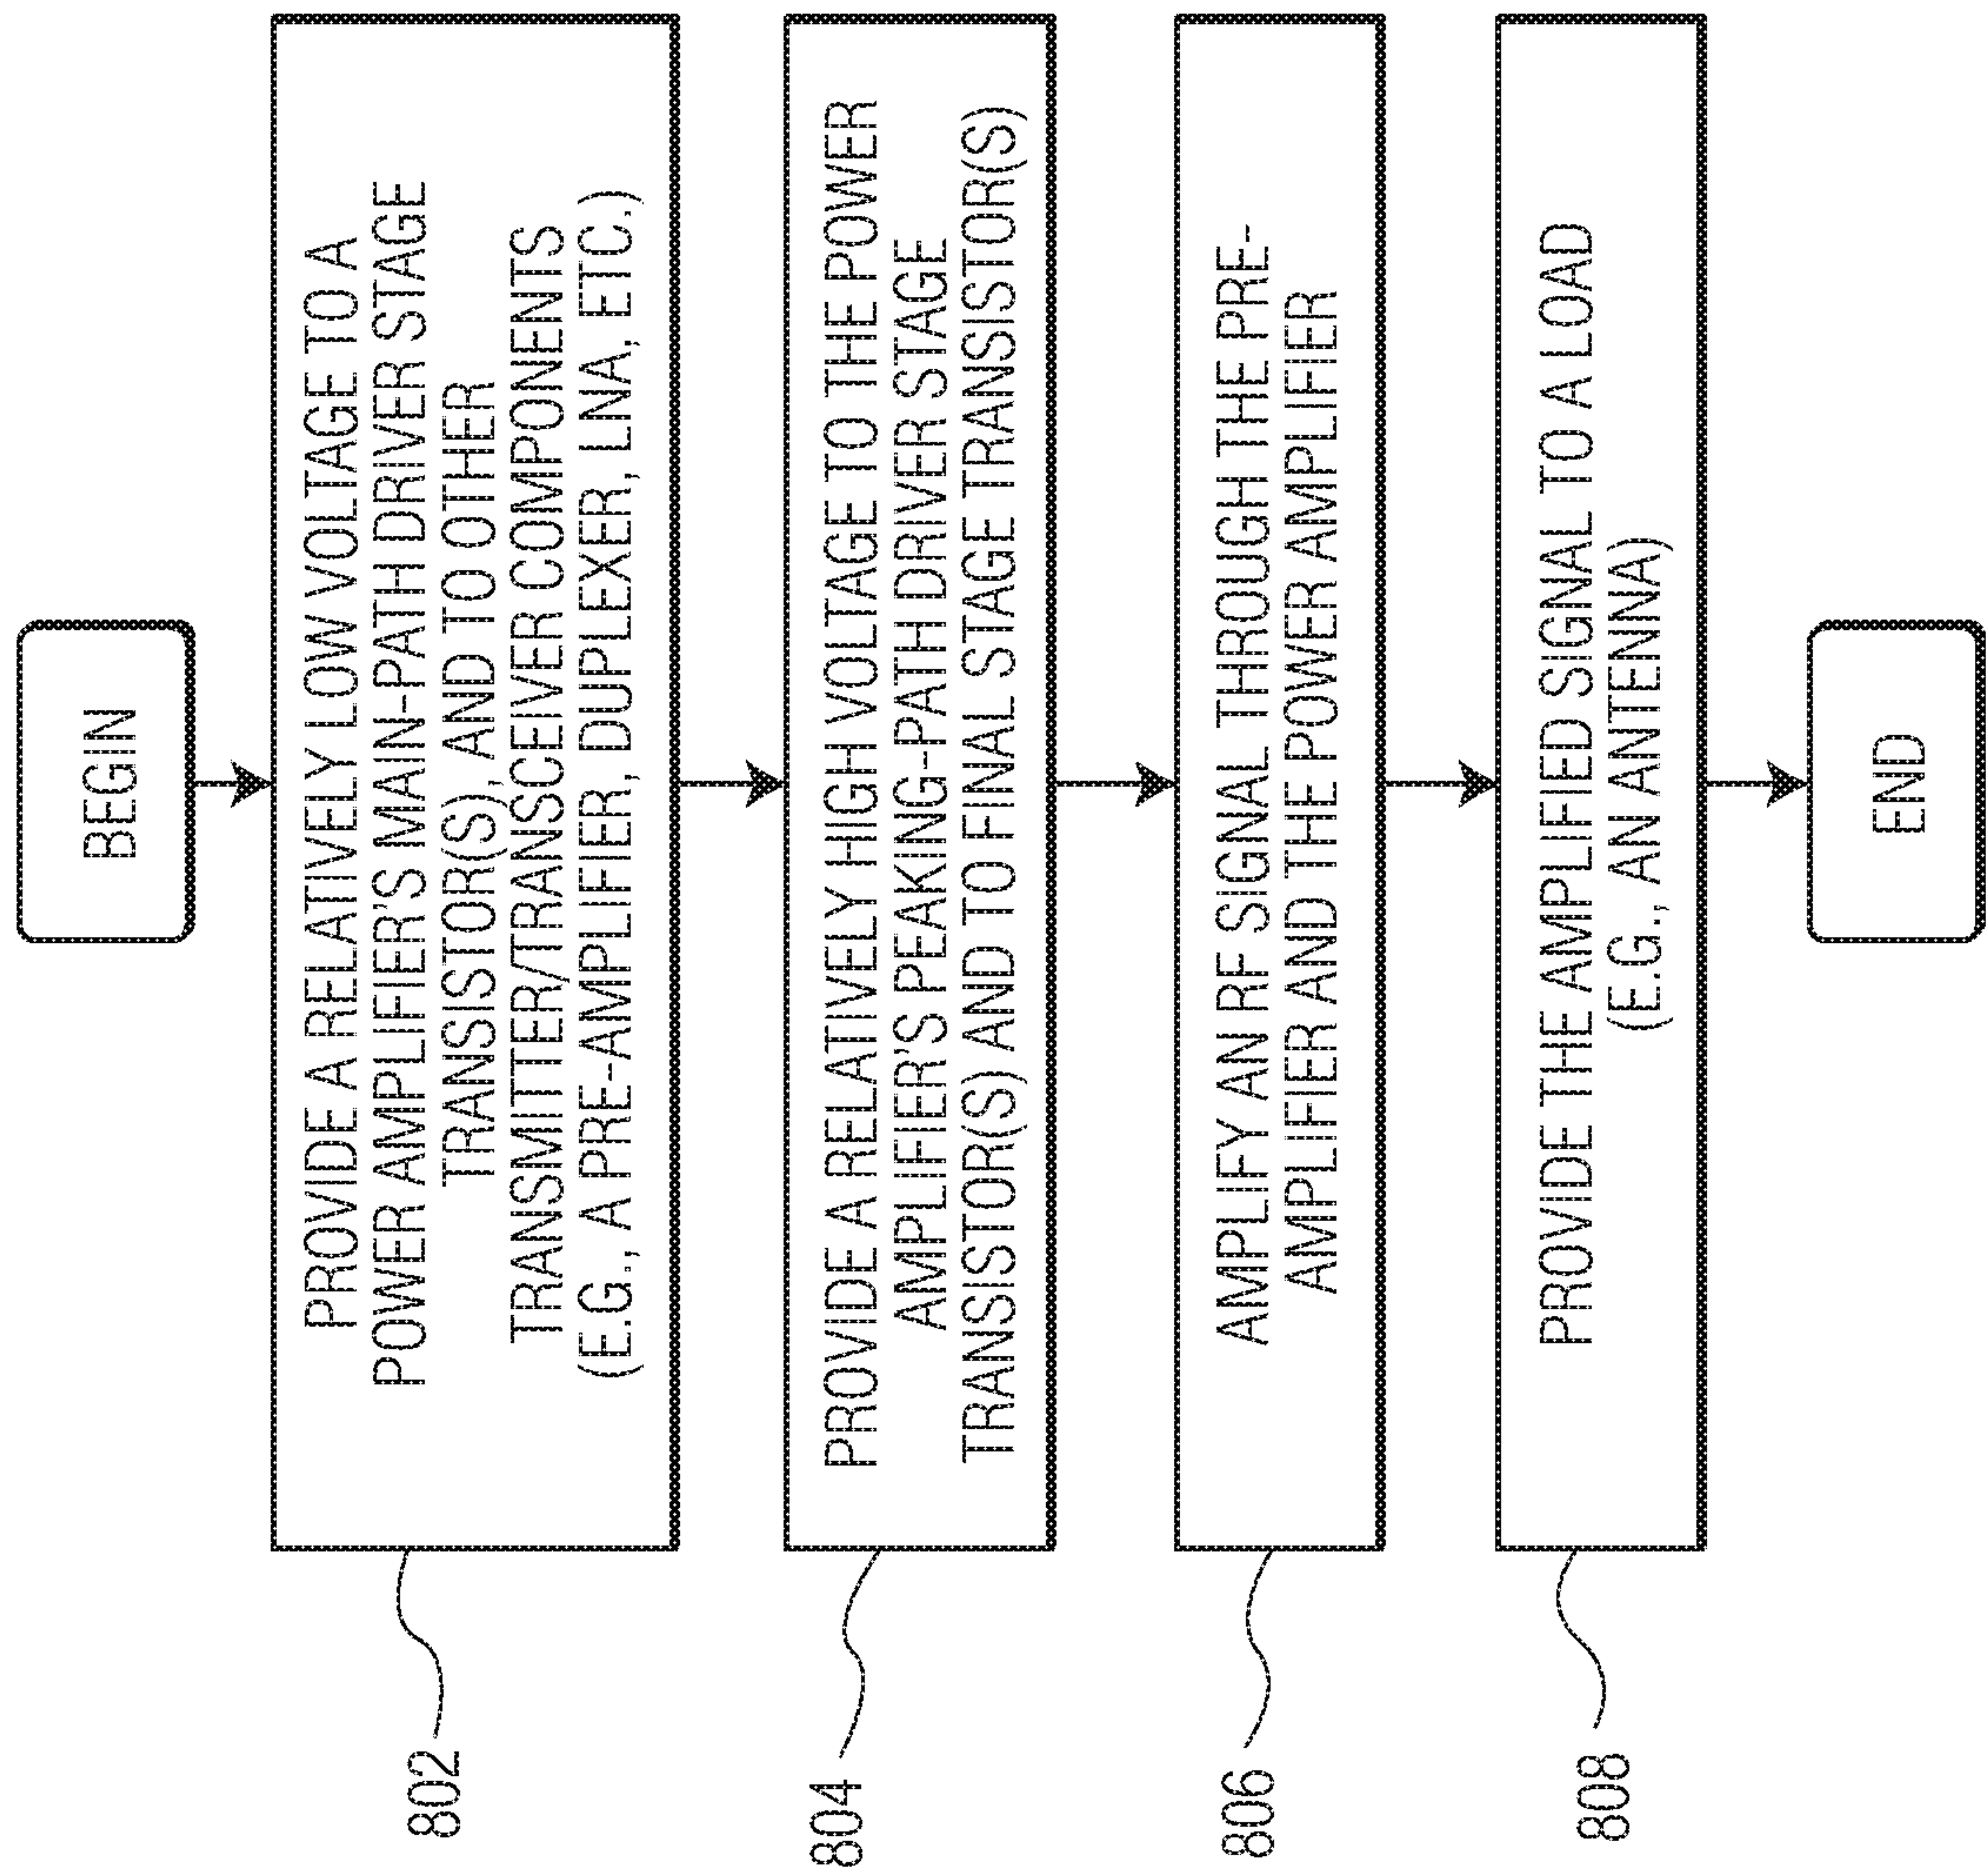 BEGIN
802
PROVIDE A RELATIVELY LOW VOLTAGE TO A
POWER AMPLIFIER'S MAIN-PATH DRIVER STAGE
TRANSISTOR(S), AND TO OTHER
TRANSMITTER/TRANSCEIVER COMPONENTS
(E.G., A PRE-AMPLIFIER, DUPLEXER, LNA, ETC.)
804
PROVIDE A RELATIVELY HIGH VOLTAGE TO THE POWER
AMPLIFIER'S PEAKING-PATH DRIVER STAGE
TRANSISTOR(S) AND TO FINAL STAGE TRANSISTOR(S)
806
AMPLIFY AN RF SIGNAL THROUGH THE PRE-
AMPLIFIER AND THE POWER AMPLIFIER
808
PROVIDE THE AMPLIFIED SIGNAL TO A LOAD
(E.G., AN ANTENNA)
END